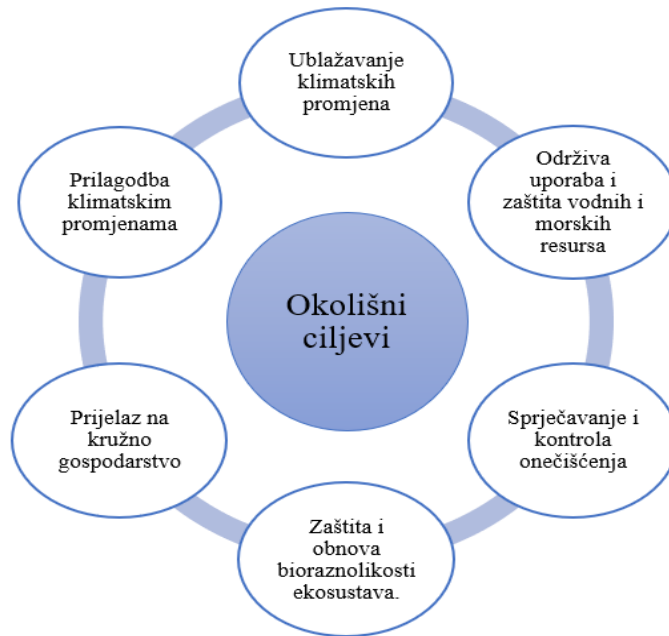 Ublažavanje
klimatskih
promjena
Prilagodba
klimatskim
promjenama
Održiva
uporaba i
zaštita vodnih i
morskih
resursa
Okolišni
ciljevi
Prijelaz na
kružno
gospodarstvo
Sprječavanje i
kontrola
onečišćenja
Zaštita i
obnova
bioraznolikosti
ekosustava.